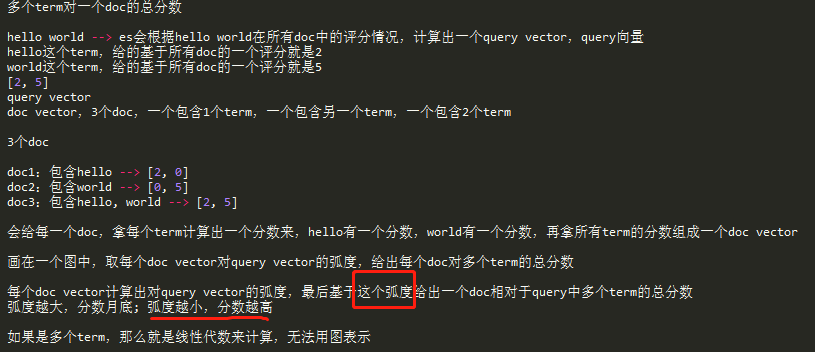 多个term对一个doc的总分数
hello world --> es会根据hello world在所有doc中的评分情况，计算出一个query vector，query向量
hello这个term，给的基于所有doc的一个评分就是2
world这个term，给的基于所有doc的一个评分就是5
[2, 5]
query vector
doc vector，3个doc，一个包含1个term，一个包含另一个term，一个包含2个term
3个doc
doc1：包含hello --> [2, 0]
doc2：包含world --> [0, 5]
doc3：包含hello, world --> [2, 5]
会给每一个doc，拿每个term计算出一个分数来，hello有一个分数，world有一个分数，再拿所有term的分数组成一个doc vector
画在一个图中，取每个doc vector对query vector的弧度，给出每个doc对多个term的总分数
每个doc vector计算出对query vector的弧度，最后基于这个弧度给出一个doc相对于query中多个term的总分数
弧度越大，分数月底; 弧度越小，分数越高
如果是多个term，那么就是线性代数来计算，无法用图表示